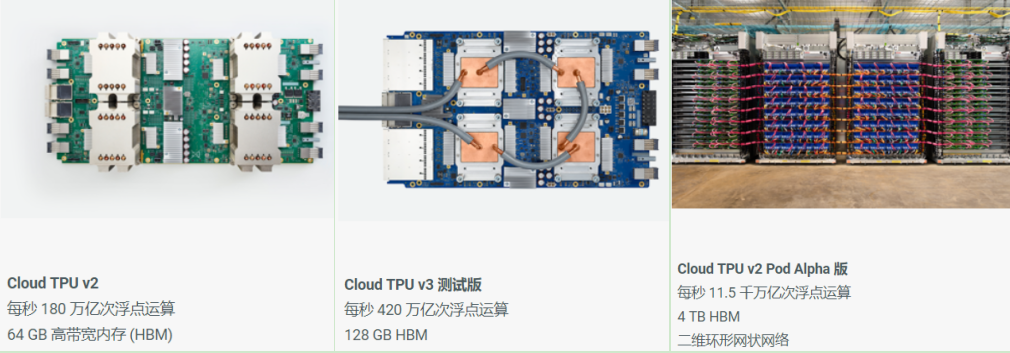 Cloud TPU v2
每秒 180 万亿次浮点运算
64 GB 高带宽内存 (HBM)
Cloud TPU v3 测试版
每秒 420 万亿次浮点运算
128 GB HBM
Cloud TPU v2 Pod Alpha 版
每秒 11.5 千万亿次浮点运算
4 TB HBM
二维环形网状网络